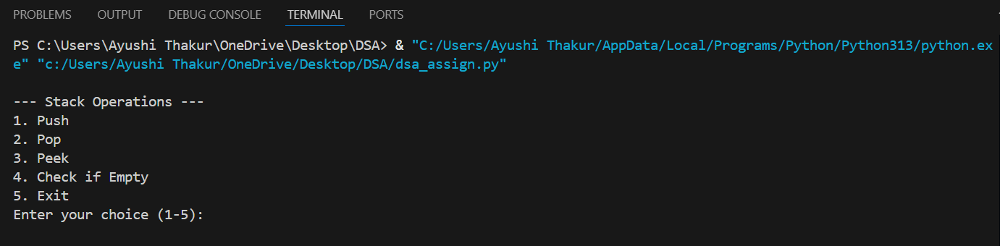 PROBLEMS OUTPUT DEBUG CONSOLE TERMINAL PORTS
PS C:\Users\Ayushi Thakur\OneDrive\Desktop\DSA> & "C:/Users/Ayushi Thakur/AppData/Local/Programs/Python/Python313/python.ex
e" "c:/Users/Ayushi Thakur/OneDrive/Desktop/DSA/dsa_assign.py"
--- Stack Operations ---
1. Push
2. Pop
3. Peek
4. Check if Empty
5. Exit
Enter your choice (1-5):